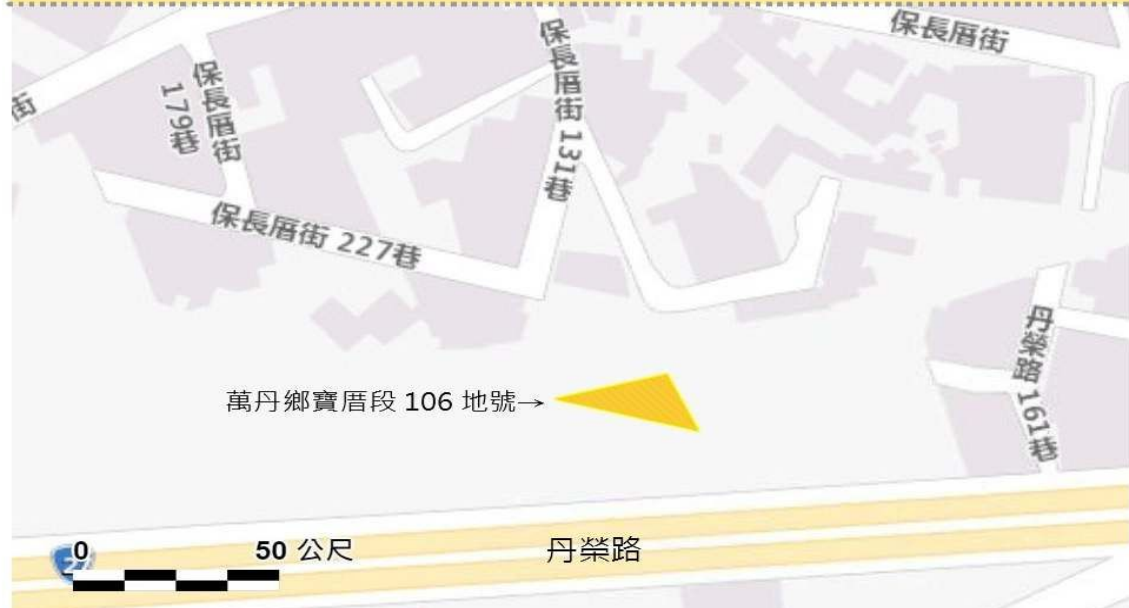 保長厝街
保長厝街 131巷
保長厝街
179巷
街
保長厝街 227巷
丹榮路 161巷
萬丹鄉寶厝段 106 地號→
0
50 公尺
丹榮路
27